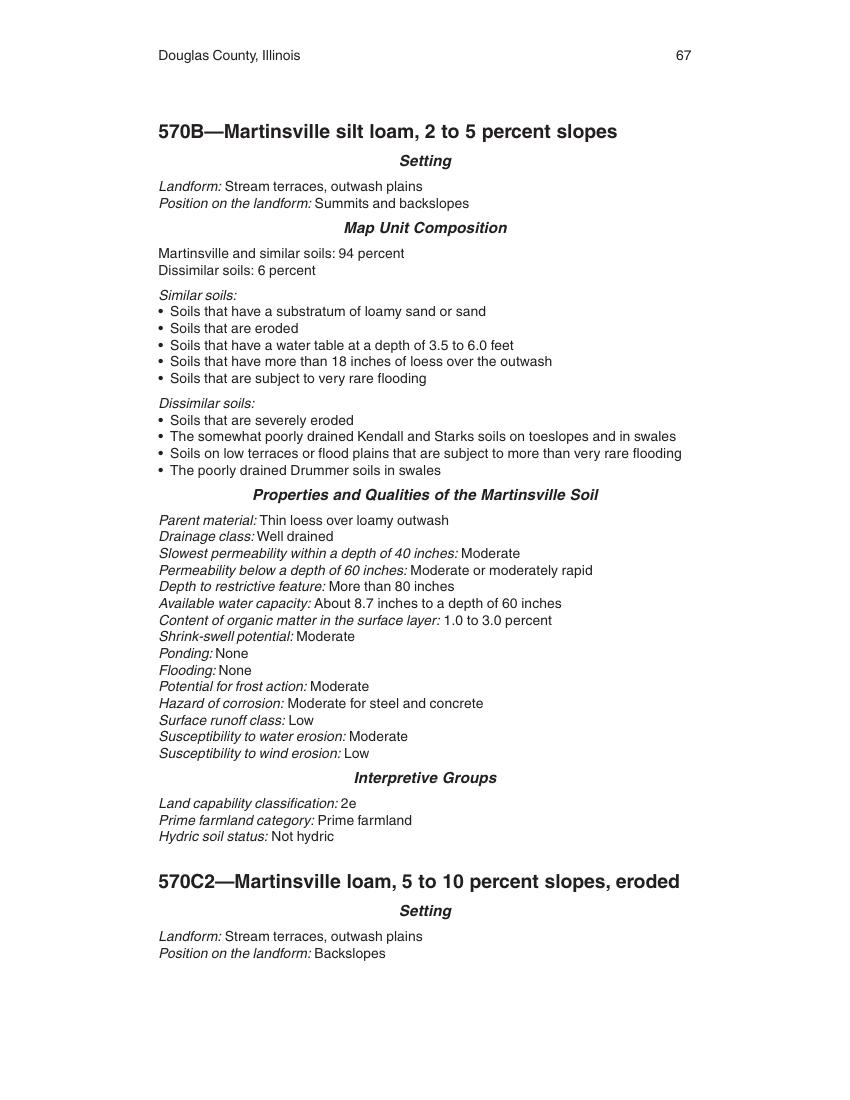 Douglas County, Illinois 67
570B—Martinsville silt loam, 2 to 5 percent slopes
Setting
Landform: Stream terraces, outwash plains
Position on the landform: Summits and backslopes
Map Unit Composition
Martinsville and similar soils: 94 percent
Dissimilar soils: 6 percent
Similar soils:
• Soils that have a substratum of loamy sand or sand
• Soils that are eroded
• Soils that have a water table at a depth of 3.5 to 6.0 feet
• Soils that have more than 18 inches of loess over the outwash
• Soils that are subject to very rare flooding
Dissimilar soils:
• Soils that are severely eroded
• The somewhat poorly drained Kendall and Starks soils on toeslopes and in swales
• Soils on low terraces or flood plains that are subject to more than very rare flooding
• The poorly drained Drummer soils in swales
Properties and Qualities of the Martinsville Soil
Parent material: Thin loess over loamy outwash
Drainage class: Well drained
Slowest permeability within a depth of 40 inches: Moderate
Permeability below a depth of 60 inches: Moderate or moderately rapid
Depth to restrictive feature: More than 80 inches
Available water capacity: About 8.7 inches to a depth of 60 inches
Content of organic matter in the surface layer: 1.0 to 3.0 percent
Shrink-swell potential: Moderate
Ponding: None
Flooding: None
Potential for frost action: Moderate
Hazard of corrosion: Moderate for steel and concrete
Surface runoff class: Low
Susceptibility to water erosion: Moderate
Susceptibility to wind erosion: Low
Interpretive Groups
Land capability classification: 2e
Prime farmland category: Prime farmland
Hydric soil status: Not hydric
570C2—Martinsville loam, 5 to 10 percent slopes, eroded
Setting
Landform: Stream terraces, outwash plains
Position on the landform: Backslopes